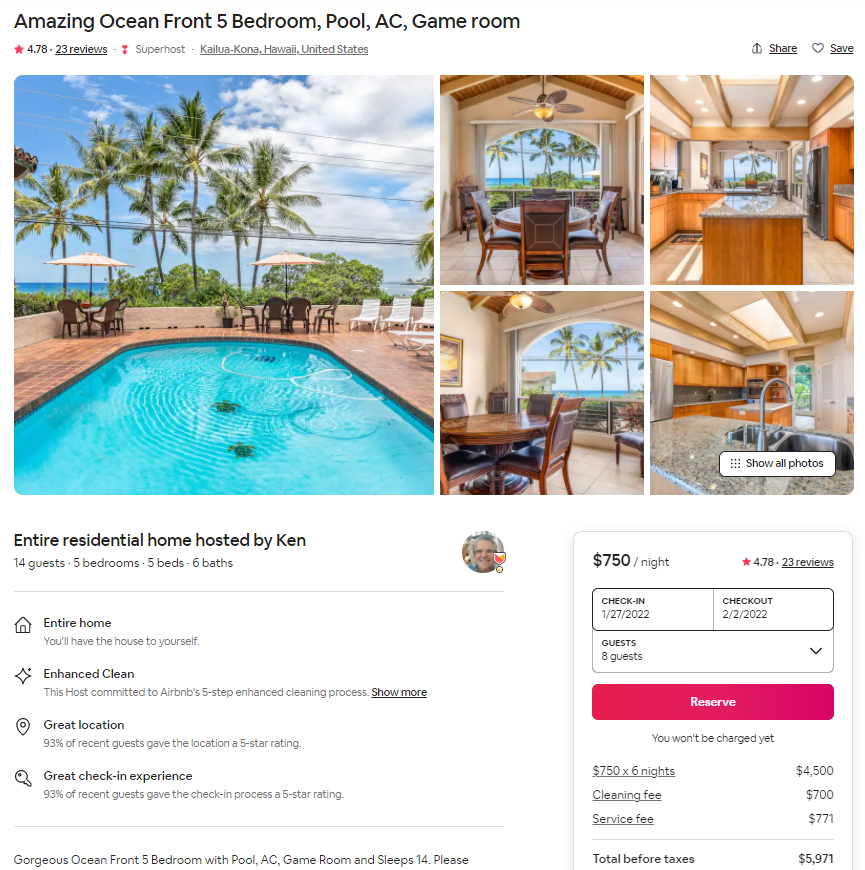 Amazing Ocean Front 5 Bedroom, Pool, AC, Game room
4.78 · 23 reviews · Superhost · Kailua-Kona, Hawaii, United States
Share Save
Show all photos
Entire residential home hosted by Ken
14 guests · 5 bedrooms · 5 beds · 6 baths
Entire home
You'll have the house to yourself.
Enhanced Clean
This Host committed to Airbnb's 5-step enhanced cleaning process. Show more
Great location
93% of recent guests gave the location a 5-star rating.
Great check-in experience
93% of recent guests gave the check-in process a 5-star rating.
Gorgeous Ocean Front 5 Bedroom with Pool, AC, Game Room and Sleeps 14. Please
$750 / night
4.78 · 23 reviews
CHECK-IN
1/27/2022
CHECKOUT
2/2/2022
GUESTS
8 guests
Reserve
You won't be charged yet
$750 x 6 nights $4,500
Cleaning fee $700
Service fee $771
Total before taxes $5,971